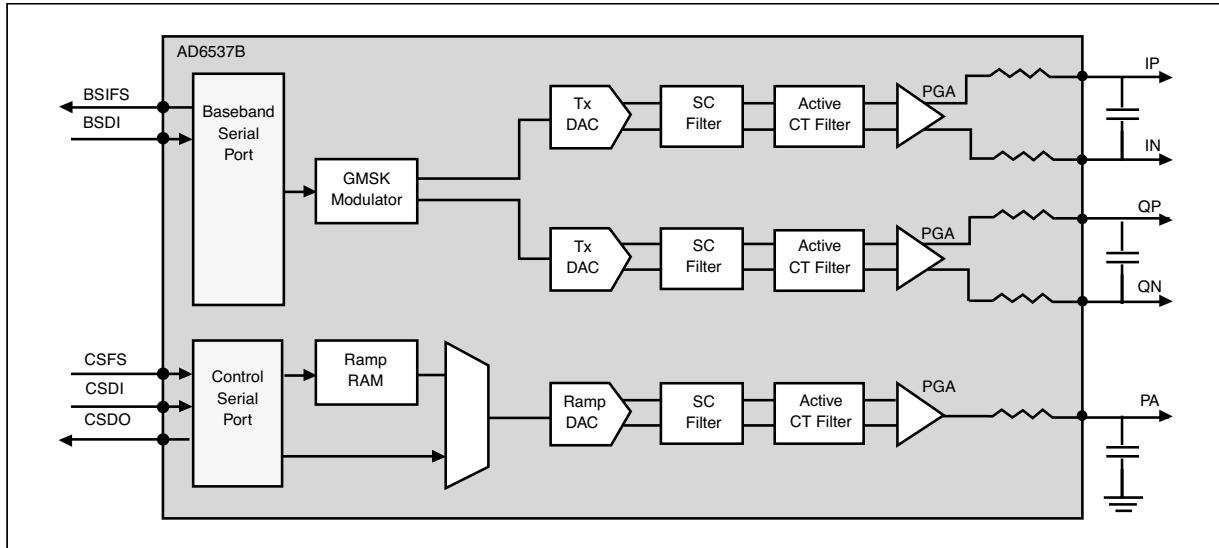 AD6537B
BSIFS
BSDI
Baseband
Serial
Port
GMSK
Modulator
Tx
DAC
SC
Filter
Active
CT Filter
PGA
IP
IN
Tx
DAC
SC
Filter
Active
CT Filter
PGA
QP
QN
CSFS
CSDI
CSDO
Control
Serial
Port
Ramp
RAM
Ramp
DAC
SC
Filter
Active
CT Filter
PGA
PA